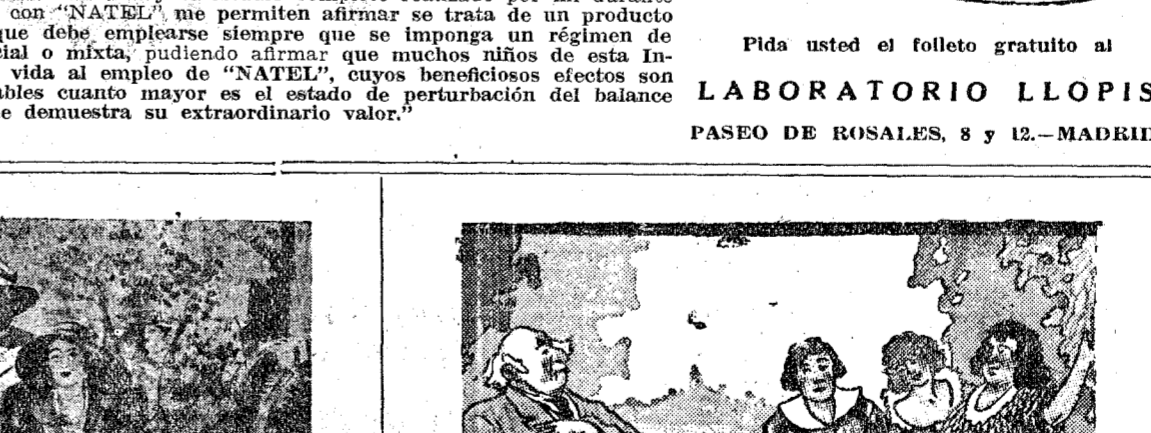 con “NATEL”, me permiten afirmar se trata de un producto
que debe emplearse siempre que se imponga un régimen de
cial o mixta, pudiendo afirmar que muchos niños de esta In-
vida al empleo de “NATEL”, cuyos beneficiosos efectos son
ables cuanto mayor es el estado de perturbación del balance
e demuestra su extraordinario valor.”
Pida usted el folleto gratuito al
LABORATORIO LLOPIS
PASEO DE ROSALES, 8 y 12.—MADRID